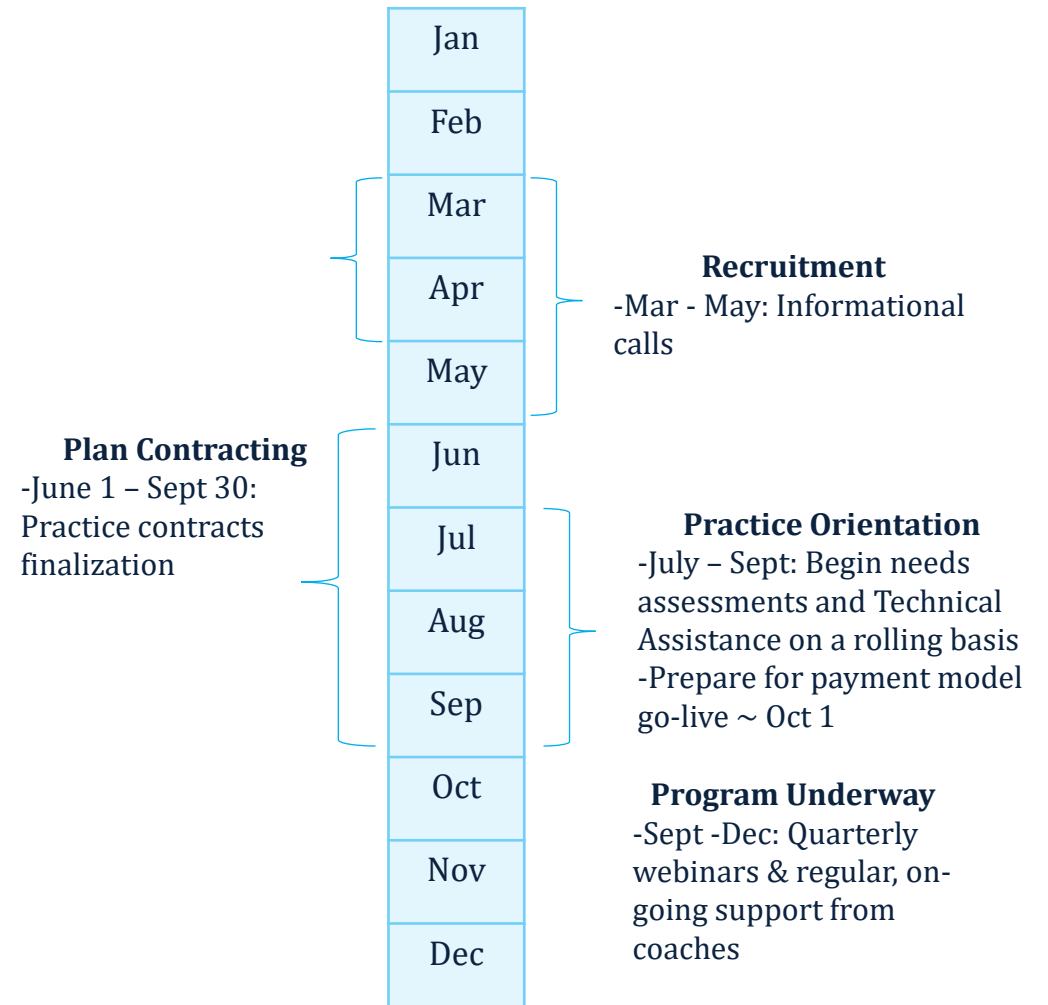 Jan
Feb
Mar
Apr
May
Jun
Jul
Aug
Sep
Oct
Nov
Dec
Plan Contracting
-June 1 – Sept 30:
Practice contracts
finalization
Recruitment
-Mar - May: Informational
calls
Practice Orientation
-July – Sept: Begin needs
assessments and Technical
Assistance on a rolling basis
-Prepare for payment model
go-live ~ Oct 1
Program Underway
-Sept -Dec: Quarterly
webinars & regular, on-
going support from
coaches